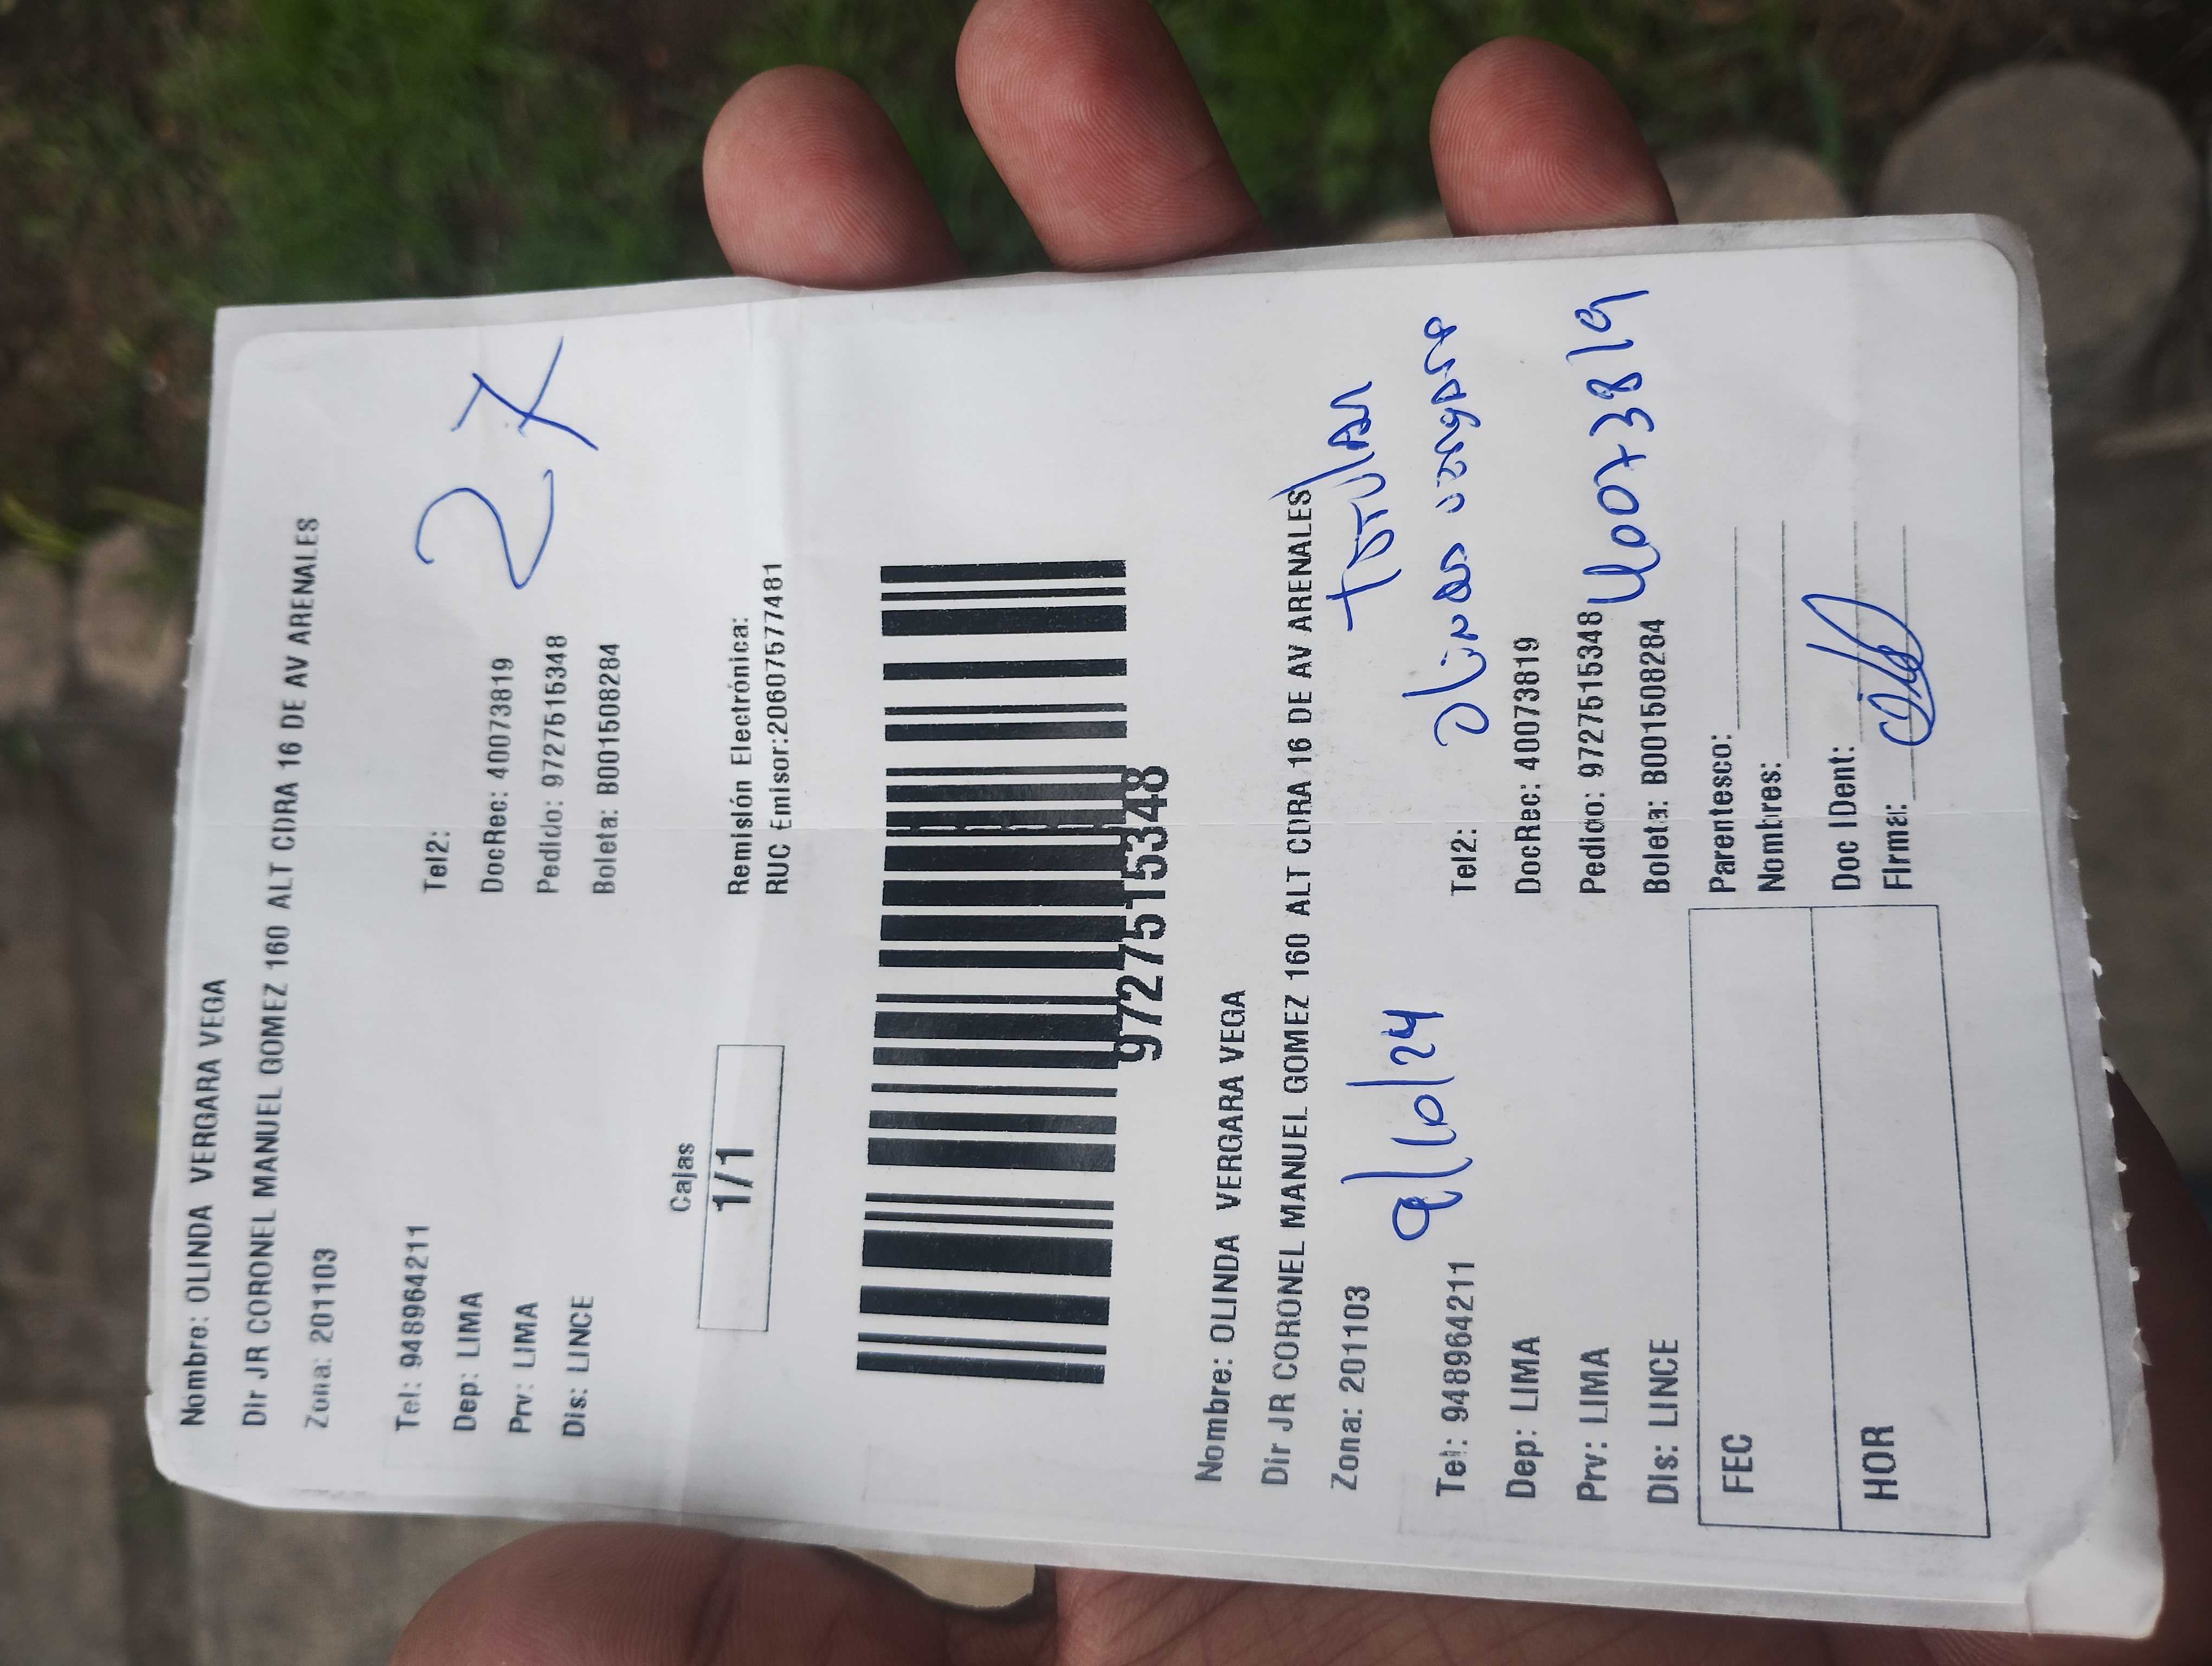 Nombre: OLINDA VERGARA VEGA
Dir JR CORONEL MANUEL GOMEZ 160 ALT CDRA 16 DE AV ARENALES
Zona: 201103
Tel: 948964211 Tel2:
Dep: LIMA DocRec: 40073819
Prv: LIMA Pedido: 9727515348
Dis: LINCE Boleta: B001508284
27
Cajas
1/1
Remisión Electrónica:
RUC Emisor:20607577481
9727515348
Nombre: OLINDA VERGARA VEGA
Dir JR CORONEL MANUEL GOMEZ 160 ALT CDRA 16 DE AV ARENALES
Zona: 201103
9/10/24
Titular
Tel: 948964211 Tel2:
olinda vergara
Dep: LIMA DocRec: 40073819
Prv: LIMA Pedido: 9727515348
40073819
Dis: LINCE Boleta: B001508284
FEC
HOR
Parentesco:
Nombres:
Doc IDent:
Firma: